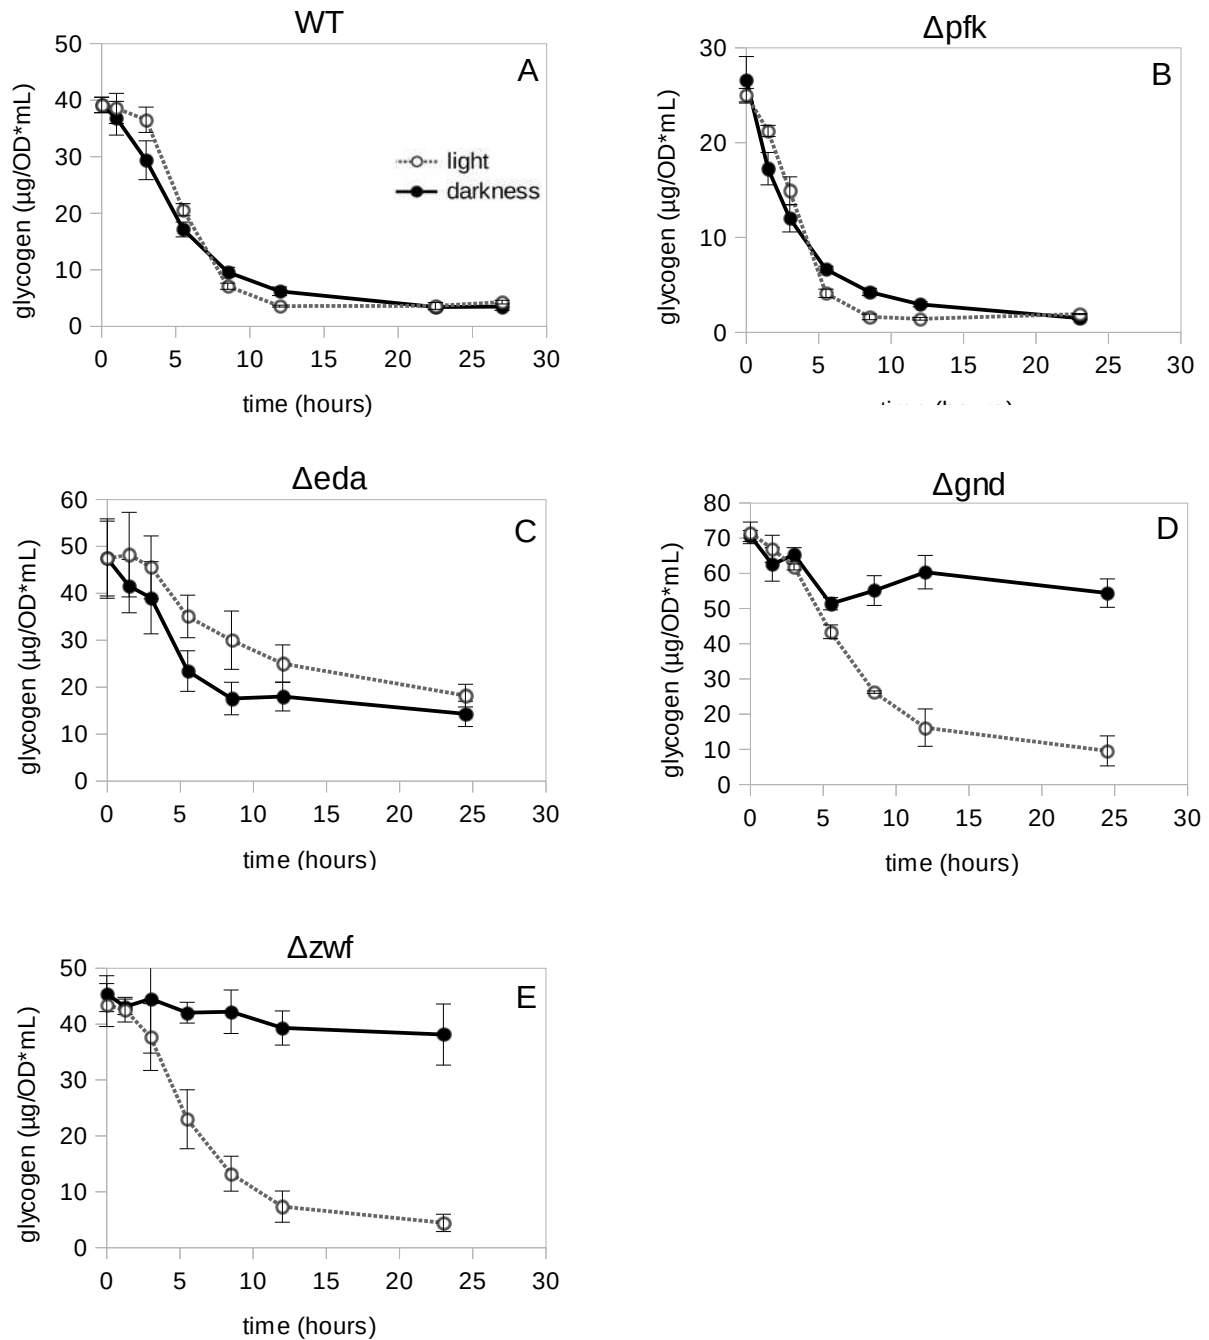 WT
A
50
40
30
20
10
0
glycogen (µg/OD*mL)
light
darkness
0 5 10 15 20 25 30
time (hours)
Δpfk
B
30
20
10
0
glycogen (µg/OD*mL)
0 5 10 15 20 25 30
Δeda
C
60
50
40
30
20
10
0
glycogen (µg/OD*mL)
0 5 10 15 20 25 30
time (hours)
Δgnd
D
80
70
60
50
40
30
20
10
0
glycogen (µg/OD*mL)
0 5 10 15 20 25 30
time (hours)
Δzwf
E
50
40
30
20
10
0
glycogen (µg/OD*mL)
0 5 10 15 20 25 30
time (hours)